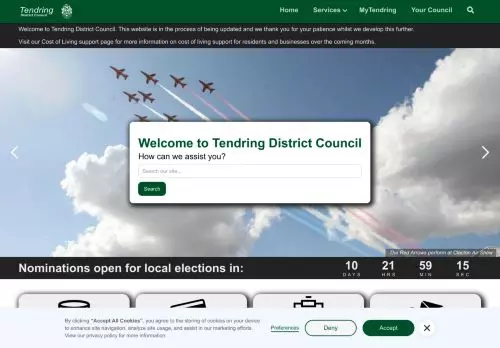 Tendring
District Council
Home
Services
MyTendring
Your Council
Welcome to Tendring District Council. This website is in the process of being updated and we thank you for your patience whilst we develop this further.
Visit our Cost of Living support page for more information on cost of living support for residents and businesses over the coming months.
Welcome to Tendring District Council
How can we assist you?
Search our site...
Search
The Red Arrows perform at Clacton Air Show
Nominations open for local elections in:
10 21 59 15
DAYS HRS MIN SEC
By clicking "Accept All Cookies", you agree to the storing of cookies on your device
to enhance site navigation, analyze site usage, and assist in our marketing efforts.
View our privacy policy for more information
Preferences
Deny
Accept